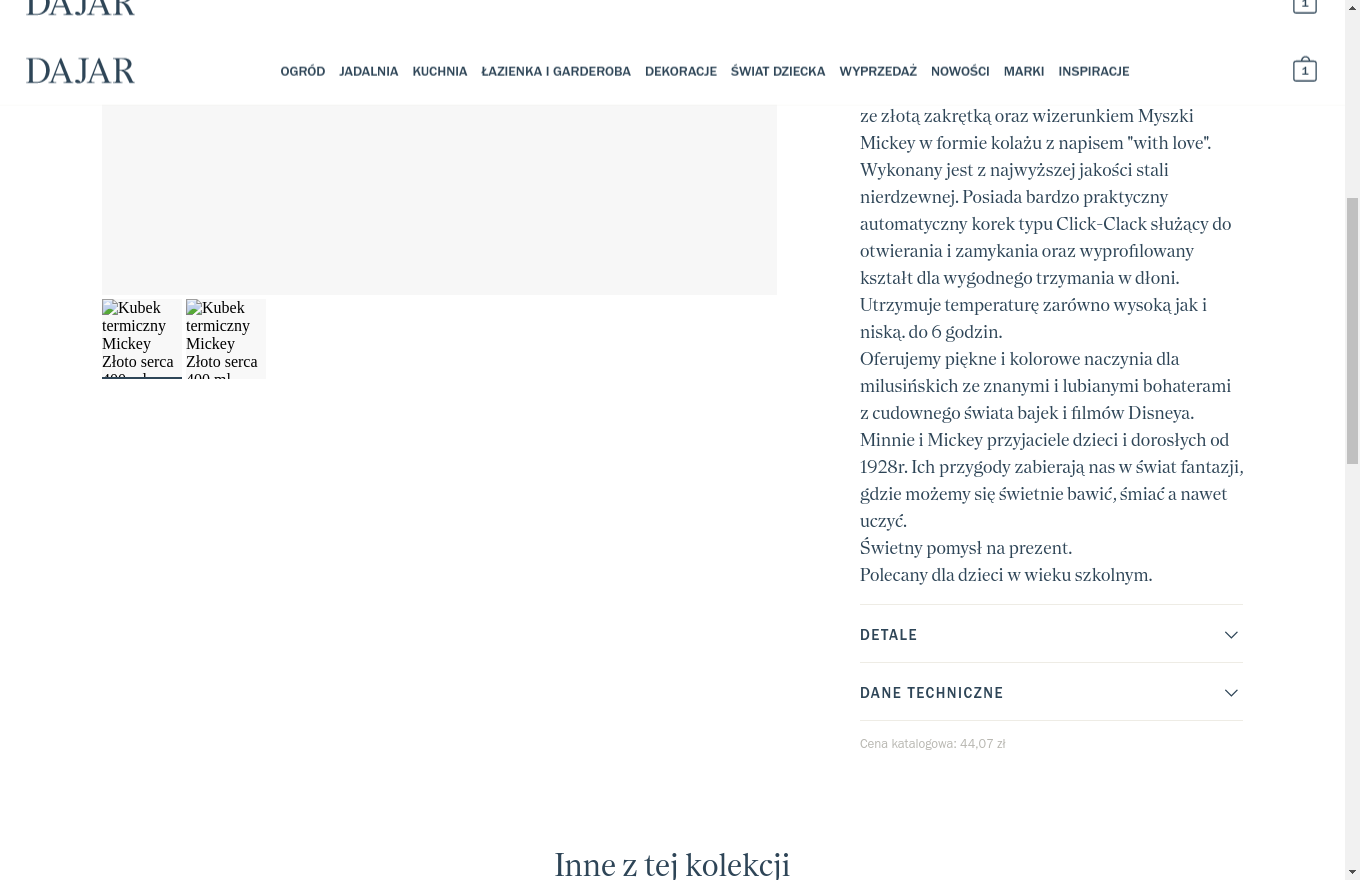 DAJAR
1
DAJAR
OGRÓD JADALNIA KUCHNIA ŁAZIENKA I GARDEROBA DEKORACJE ŚWIAT DZIECKA WYPRZEDAŻ NOWOŚCI MARKI INSPIRACJE
1
ze złotą zakrętką oraz wizerunkiem Myszki
Mickey w formie kolażu z napisem "with love".
Wykonany jest z najwyższej jakości stali
nierdzewnej. Posiada bardzo praktyczny
automatyczny korek typu Click-Clack służący do
otwierania i zamykania oraz wyprofilowany
kształt dla wygodnego trzymania w dłoni.
Utrzymuje temperaturę zarówno wysoką jak i
niską. do 6 godzin.
Oferujemy piękne i kolorowe naczynia dla
milusińskich ze znanymi i lubianymi bohaterami
z cudownego świata bajek i filmów Disneya.
Minnie i Mickey przyjaciele dzieci i dorosłych od
1928r. Ich przygody zabierają nas w świat fantazji,
gdzie możemy się świetnie bawić, śmiać a nawet
uczyć.
Świetny pomysł na prezent.
Polecany dla dzieci w wieku szkolnym.
Kubek
termiczny
Mickey
Złoto serca
400 ml
Kubek
termiczny
Mickey
Złoto serca
400 ml
DETALE
DANE TECHNICZNE
Cena katalogowa: 44,07 zł
Inne z tej kolekcji